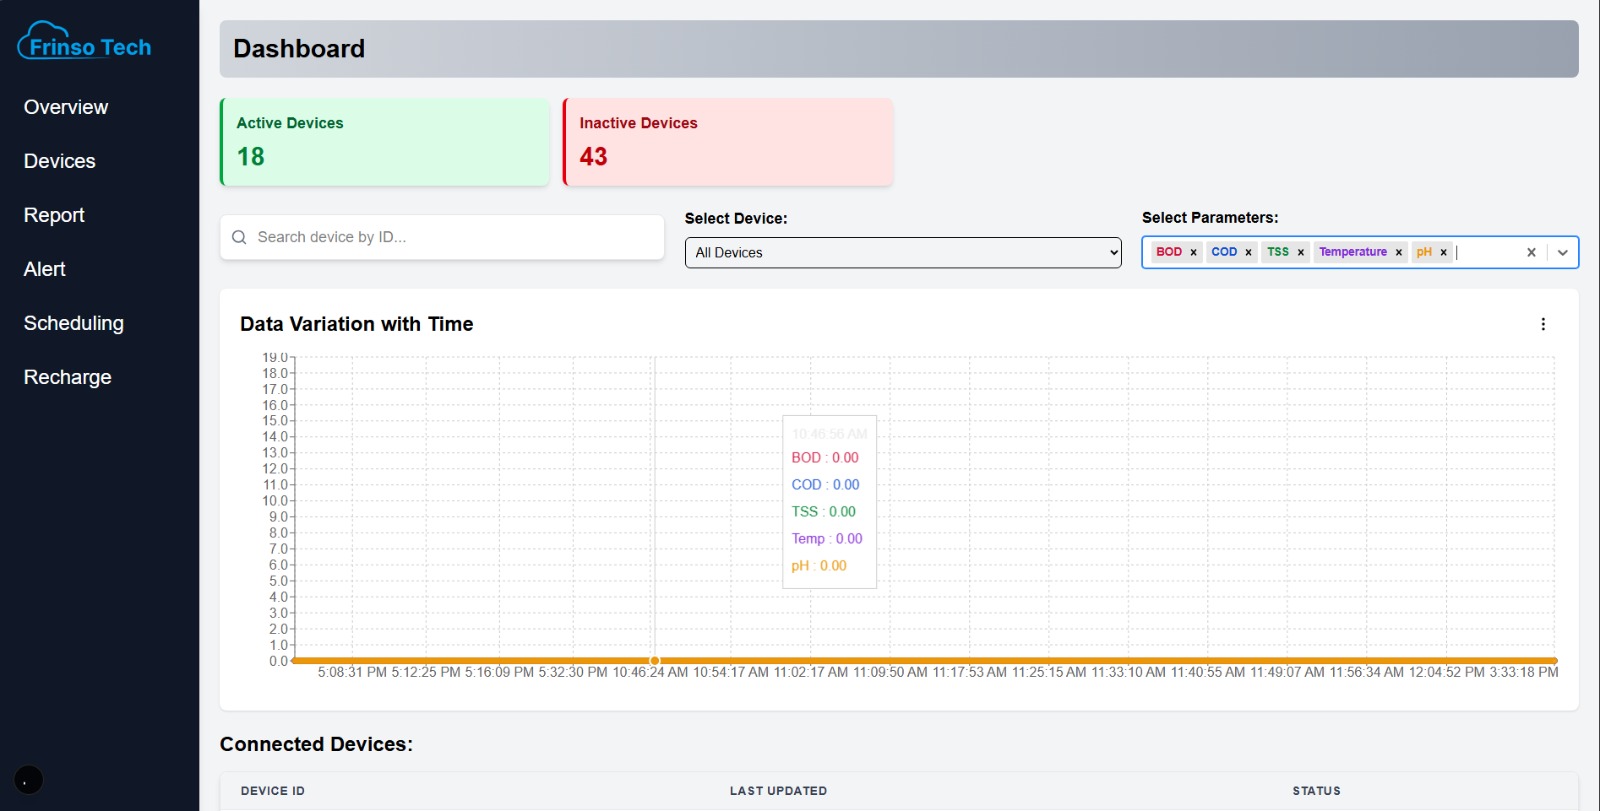 Frinso Tech
Overview
Devices
Report
Alert
Scheduling
Recharge
Dashboard
Active Devices
18
Inactive Devices
43
Search device by ID...
Select Device:
All Devices
Select Parameters:
BOD × COD × TSS × Temperature × pH ×
Data Variation with Time
19.0
18.0
17.0
16.0
15.0
14.0
13.0
12.0
11.0
10.0
9.0
8.0
7.0
6.0
5.0
4.0
3.0
2.0
1.0
0.0
10:46:56 AM
BOD : 0.00
COD : 0.00
TSS : 0.00
Temp : 0.00
pH : 0.00
5:08:31 PM 5:12:25 PM 5:16:09 PM 5:32:30 PM 10:46:24 AM 10:54:17 AM 11:02:17 AM 11:09:50 AM 11:17:53 AM 11:25:15 AM 11:33:10 AM 11:40:55 AM 11:49:07 AM 11:56:34 AM 12:04:52 PM 3:33:18 PM
Connected Devices:
DEVICE ID LAST UPDATED STATUS